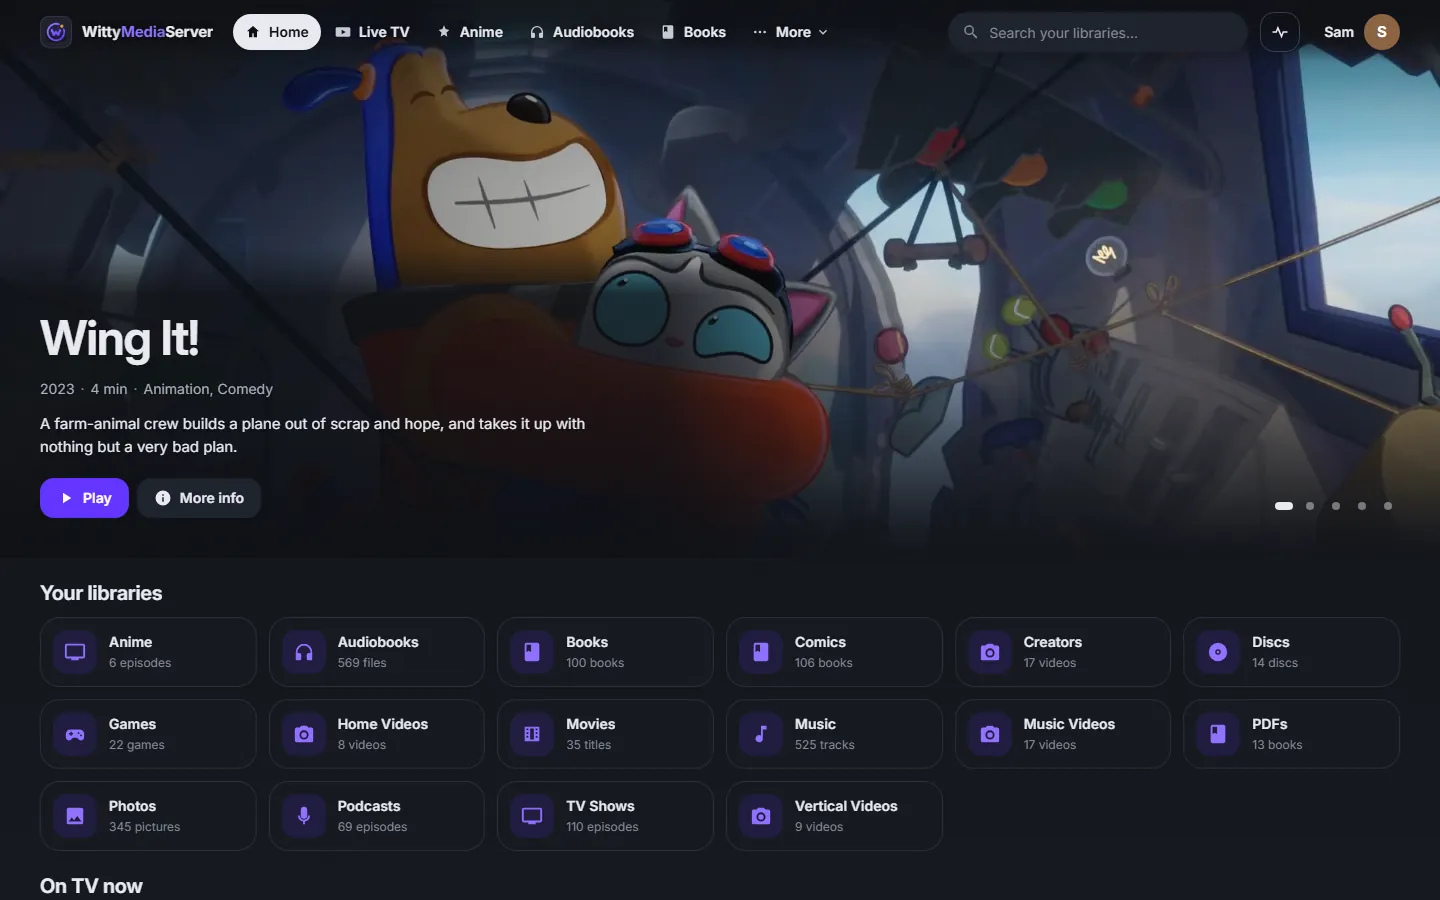 WittyMediaServer
Home
Live TV
Anime
Audiobooks
Books
More
Search your libraries...
Sam
S
Wing It!
2023 · 4 min · Animation, Comedy
A farm-animal crew builds a plane out of scrap and hope, and takes it up with
nothing but a very bad plan.
Play
More info
Your libraries
Anime
6 episodes
Audiobooks
569 files
Books
100 books
Comics
106 books
Creators
17 videos
Discs
14 discs
Games
22 games
Home Videos
8 videos
Movies
35 titles
Music
525 tracks
Music Videos
17 videos
PDFs
13 books
Photos
345 pictures
Podcasts
69 episodes
TV Shows
110 episodes
Vertical Videos
9 videos
On TV now